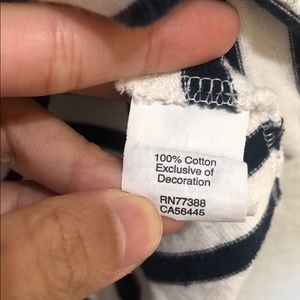 100% Cotton
Exclusive of
Decoration
RN77388
CA56445